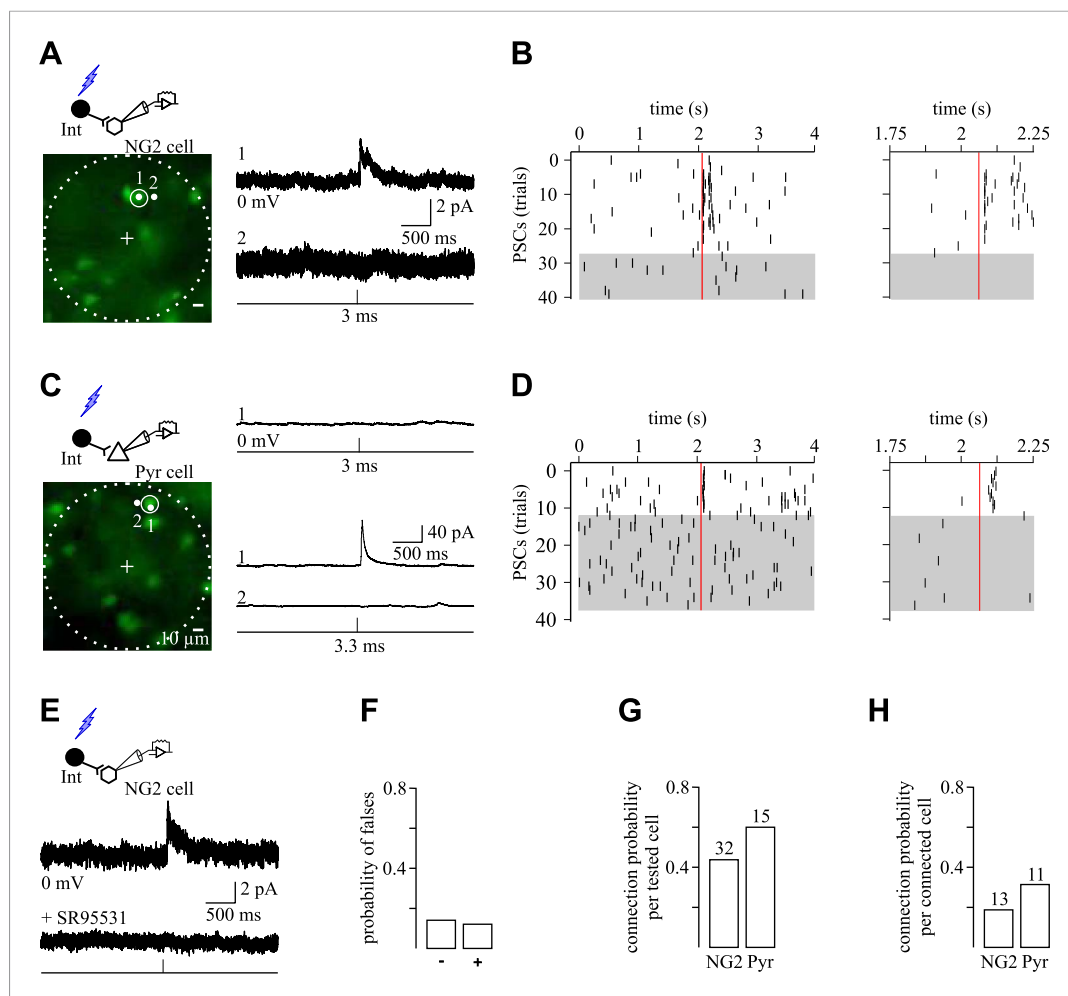 A
Int
NG2 cell
1
2
1
0 mV
2 pA
500 ms
2
3 ms
B
time (s)
0 1 2 3 4
PSCs (trials)
0
10
20
30
40
time (s)
1.75 2 2.25
C
Int
Pyr cell
2
1
10 µm
1
0 mV
3 ms
40 pA
500 ms
1
2
3.3 ms
D
time (s)
0 1 2 3 4
PSCs (trials)
0
10
20
30
40
time (s)
1.75 2 2.25
E
Int
NG2 cell
0 mV
2 pA
500 ms
+ SR95531
F
probability of falses
0.8
0.4
- +
G
connection probability
per tested cell
0.8
0.4
32
15
NG2 Pyr
H
connection probability
per connected cell
0.8
0.4
13
11
NG2 Pyr